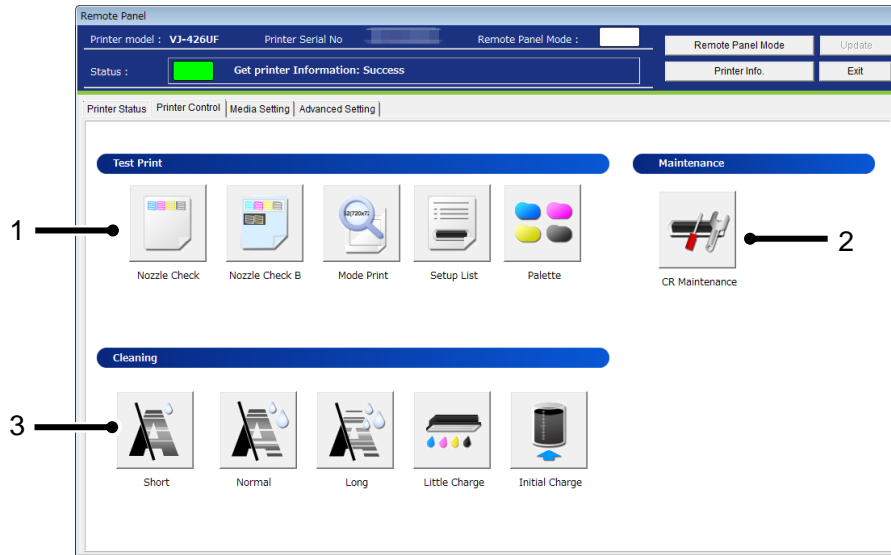 Remote Panel
Printer model : VJ-426UF Printer Serial No Remote Panel Mode : Remote Panel Mode Update
Status : Get printer Information: Success Printer Info. Exit
Printer Status Printer Control Media Setting Advanced Setting
Test Print Maintenance
1 2
Nozzle Check Nozzle Check B Mode Print Setup List Palette CR Maintenance
Cleaning
3
Short Normal Long Little Charge Initial Charge